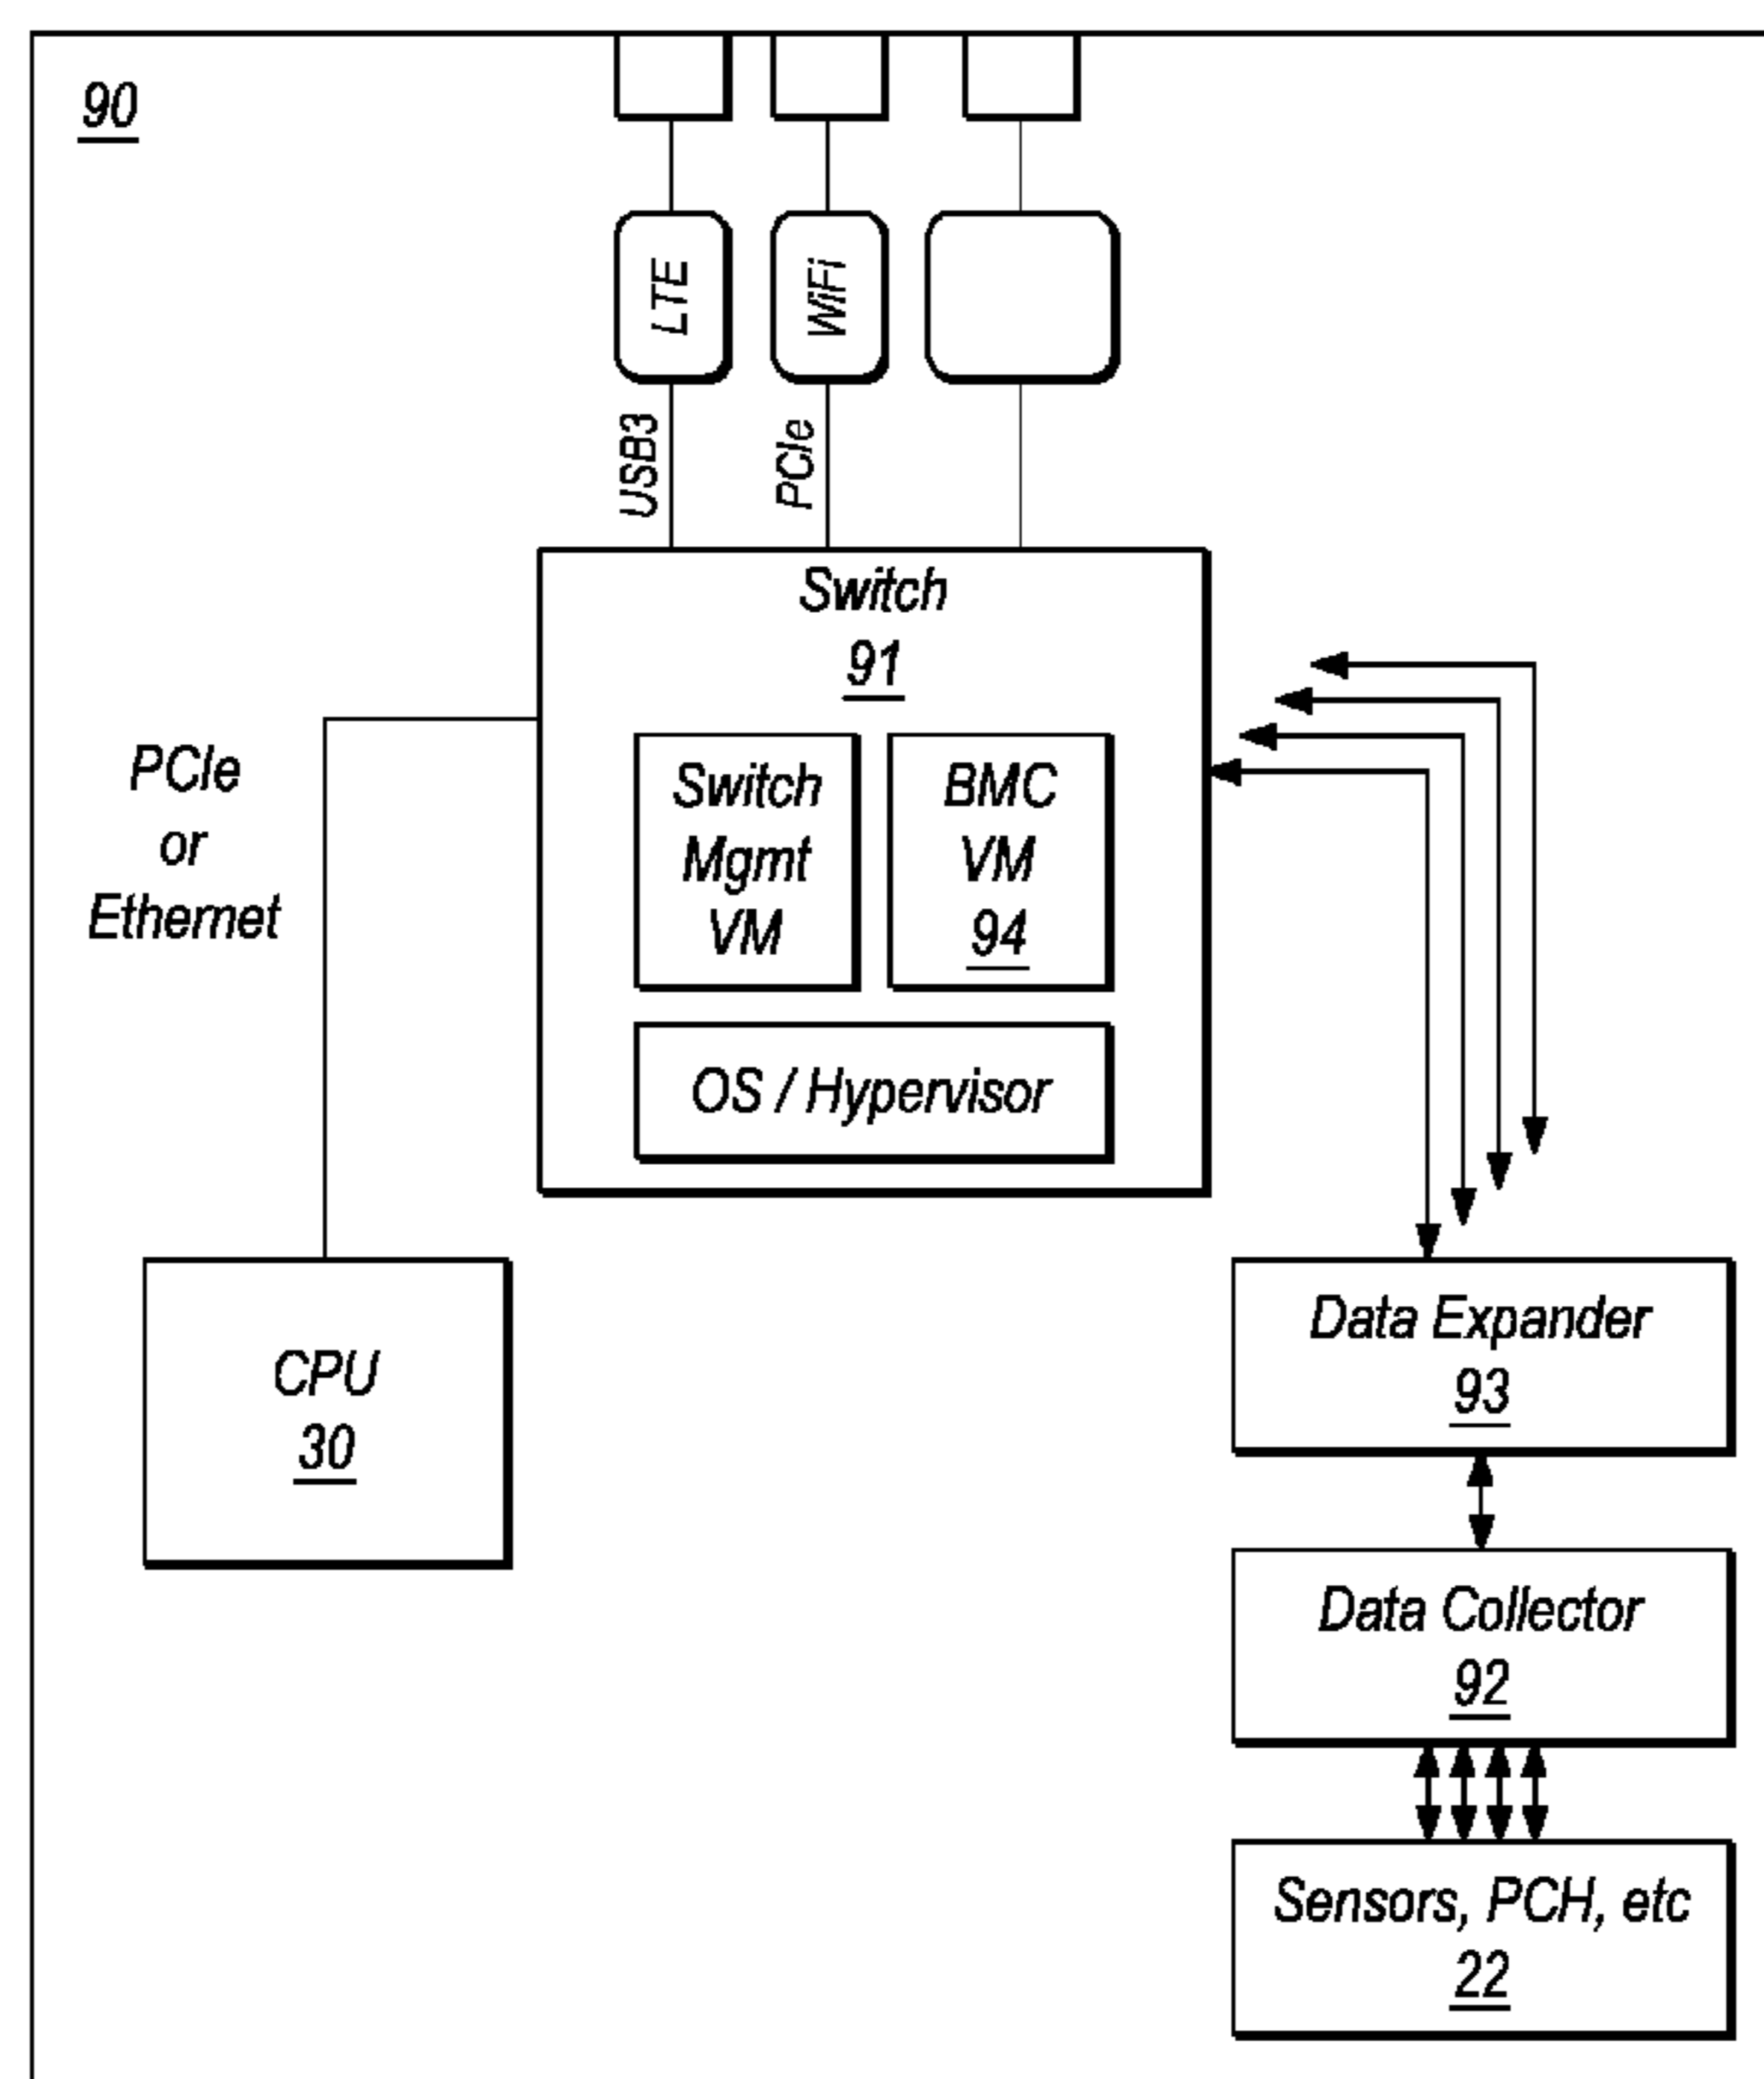 90
LTE
WiFi
USB3
PCIe
Switch
91
Switch
Mgmt
VM
BMC
VM
94
OS / Hypervisor
PCIe
or
Ethernet
CPU
30
Data Expander
93
Data Collector
92
Sensors, PCH, etc
22